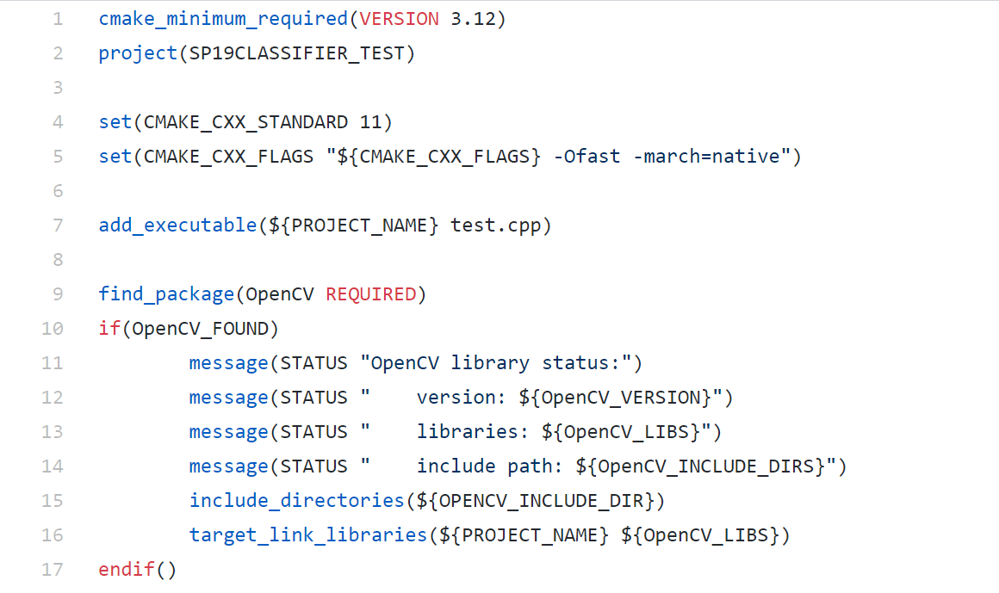 1 cmake_minimum_required(VERSION 3.12)
2 project(SP19CLASSIFIER_TEST)
3
4 set(CMAKE_CXX_STANDARD 11)
5 set(CMAKE_CXX_FLAGS "${CMAKE_CXX_FLAGS} -Ofast -march=native")
6
7 add_executable(${PROJECT_NAME} test.cpp)
8
9 find_package(OpenCV REQUIRED)
10 if(OpenCV_FOUND)
11         message(STATUS "OpenCV library status:")
12         message(STATUS "    version: ${OpenCV_VERSION}")
13         message(STATUS "    libraries: ${OpenCV_LIBS}")
14         message(STATUS "    include path: ${OpenCV_INCLUDE_DIRS}")
15         include_directories(${OPENCV_INCLUDE_DIR})
16         target_link_libraries(${PROJECT_NAME} ${OpenCV_LIBS})
17 endif()